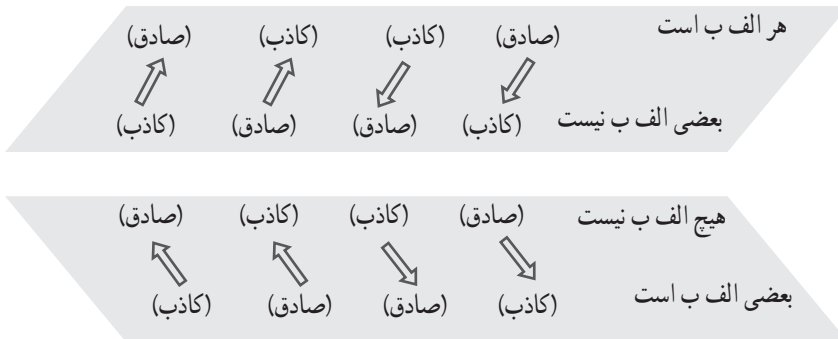 هر الف ب است (صادق) (کاذب) (کاذب) (صادق)
بعضی الف ب نیست (کاذب) (صادق) (صادق) (کاذب)
هیچ الف ب نیست (صادق) (کاذب) (کاذب) (صادق)
بعضی الف ب است (کاذب) (صادق) (صادق) (کاذب)